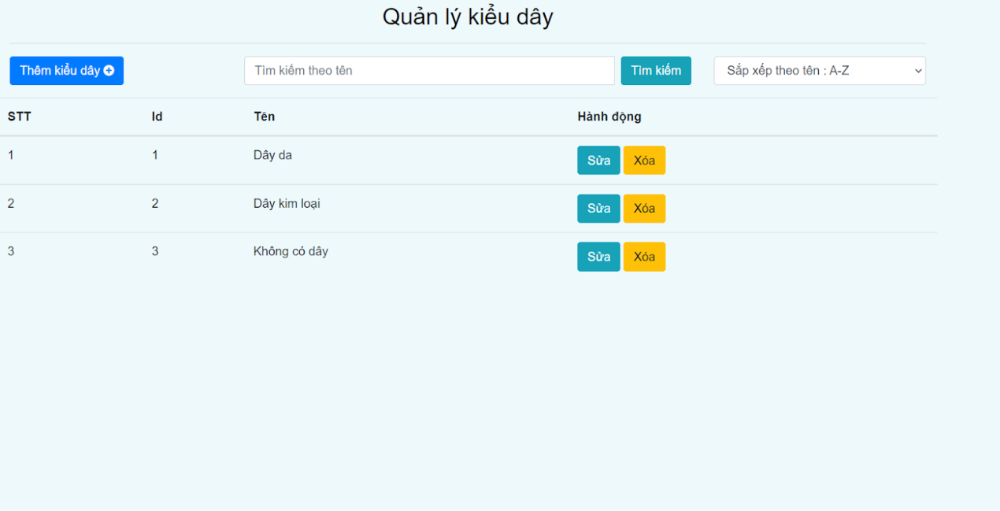 Quản lý kiểu dây
Thêm kiểu dây Tìm kiếm theo tên Tìm kiếm Sắp xếp theo tên : A-Z
STT Id Tên Hành động
1 1 Dây da Sửa Xóa
2 2 Dây kim loại Sửa Xóa
3 3 Không có dây Sửa Xóa